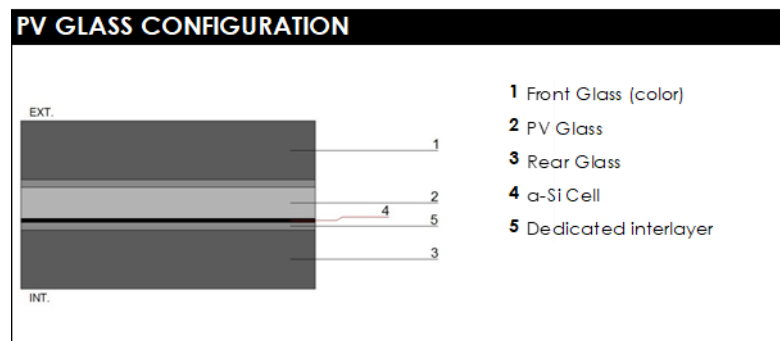 PV GLASS CONFIGURATION
EXT.
1
2
4
5
3
INT.
1 Front Glass (color)
2 PV Glass
3 Rear Glass
4 a-Si Cell
5 Dedicated interlayer